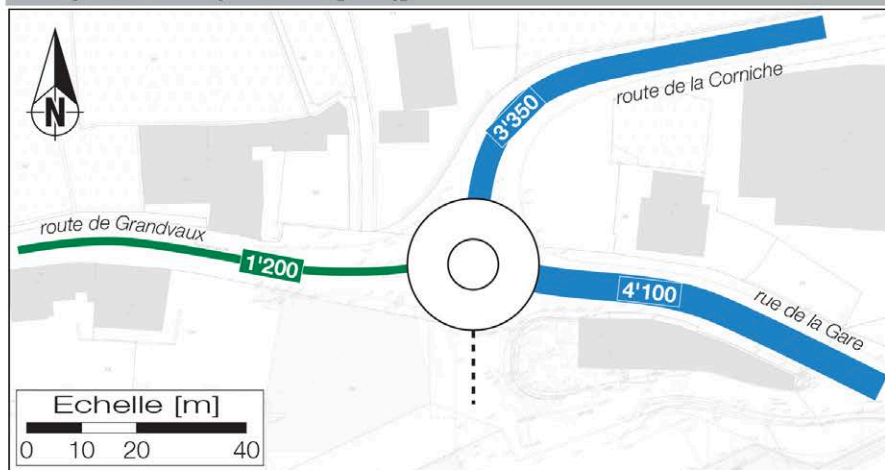 N
route de la Corniche
3'350
route de Grandvaux
1'200
4'100
rue de la Gare
Echelle [m]
0 10 20 40